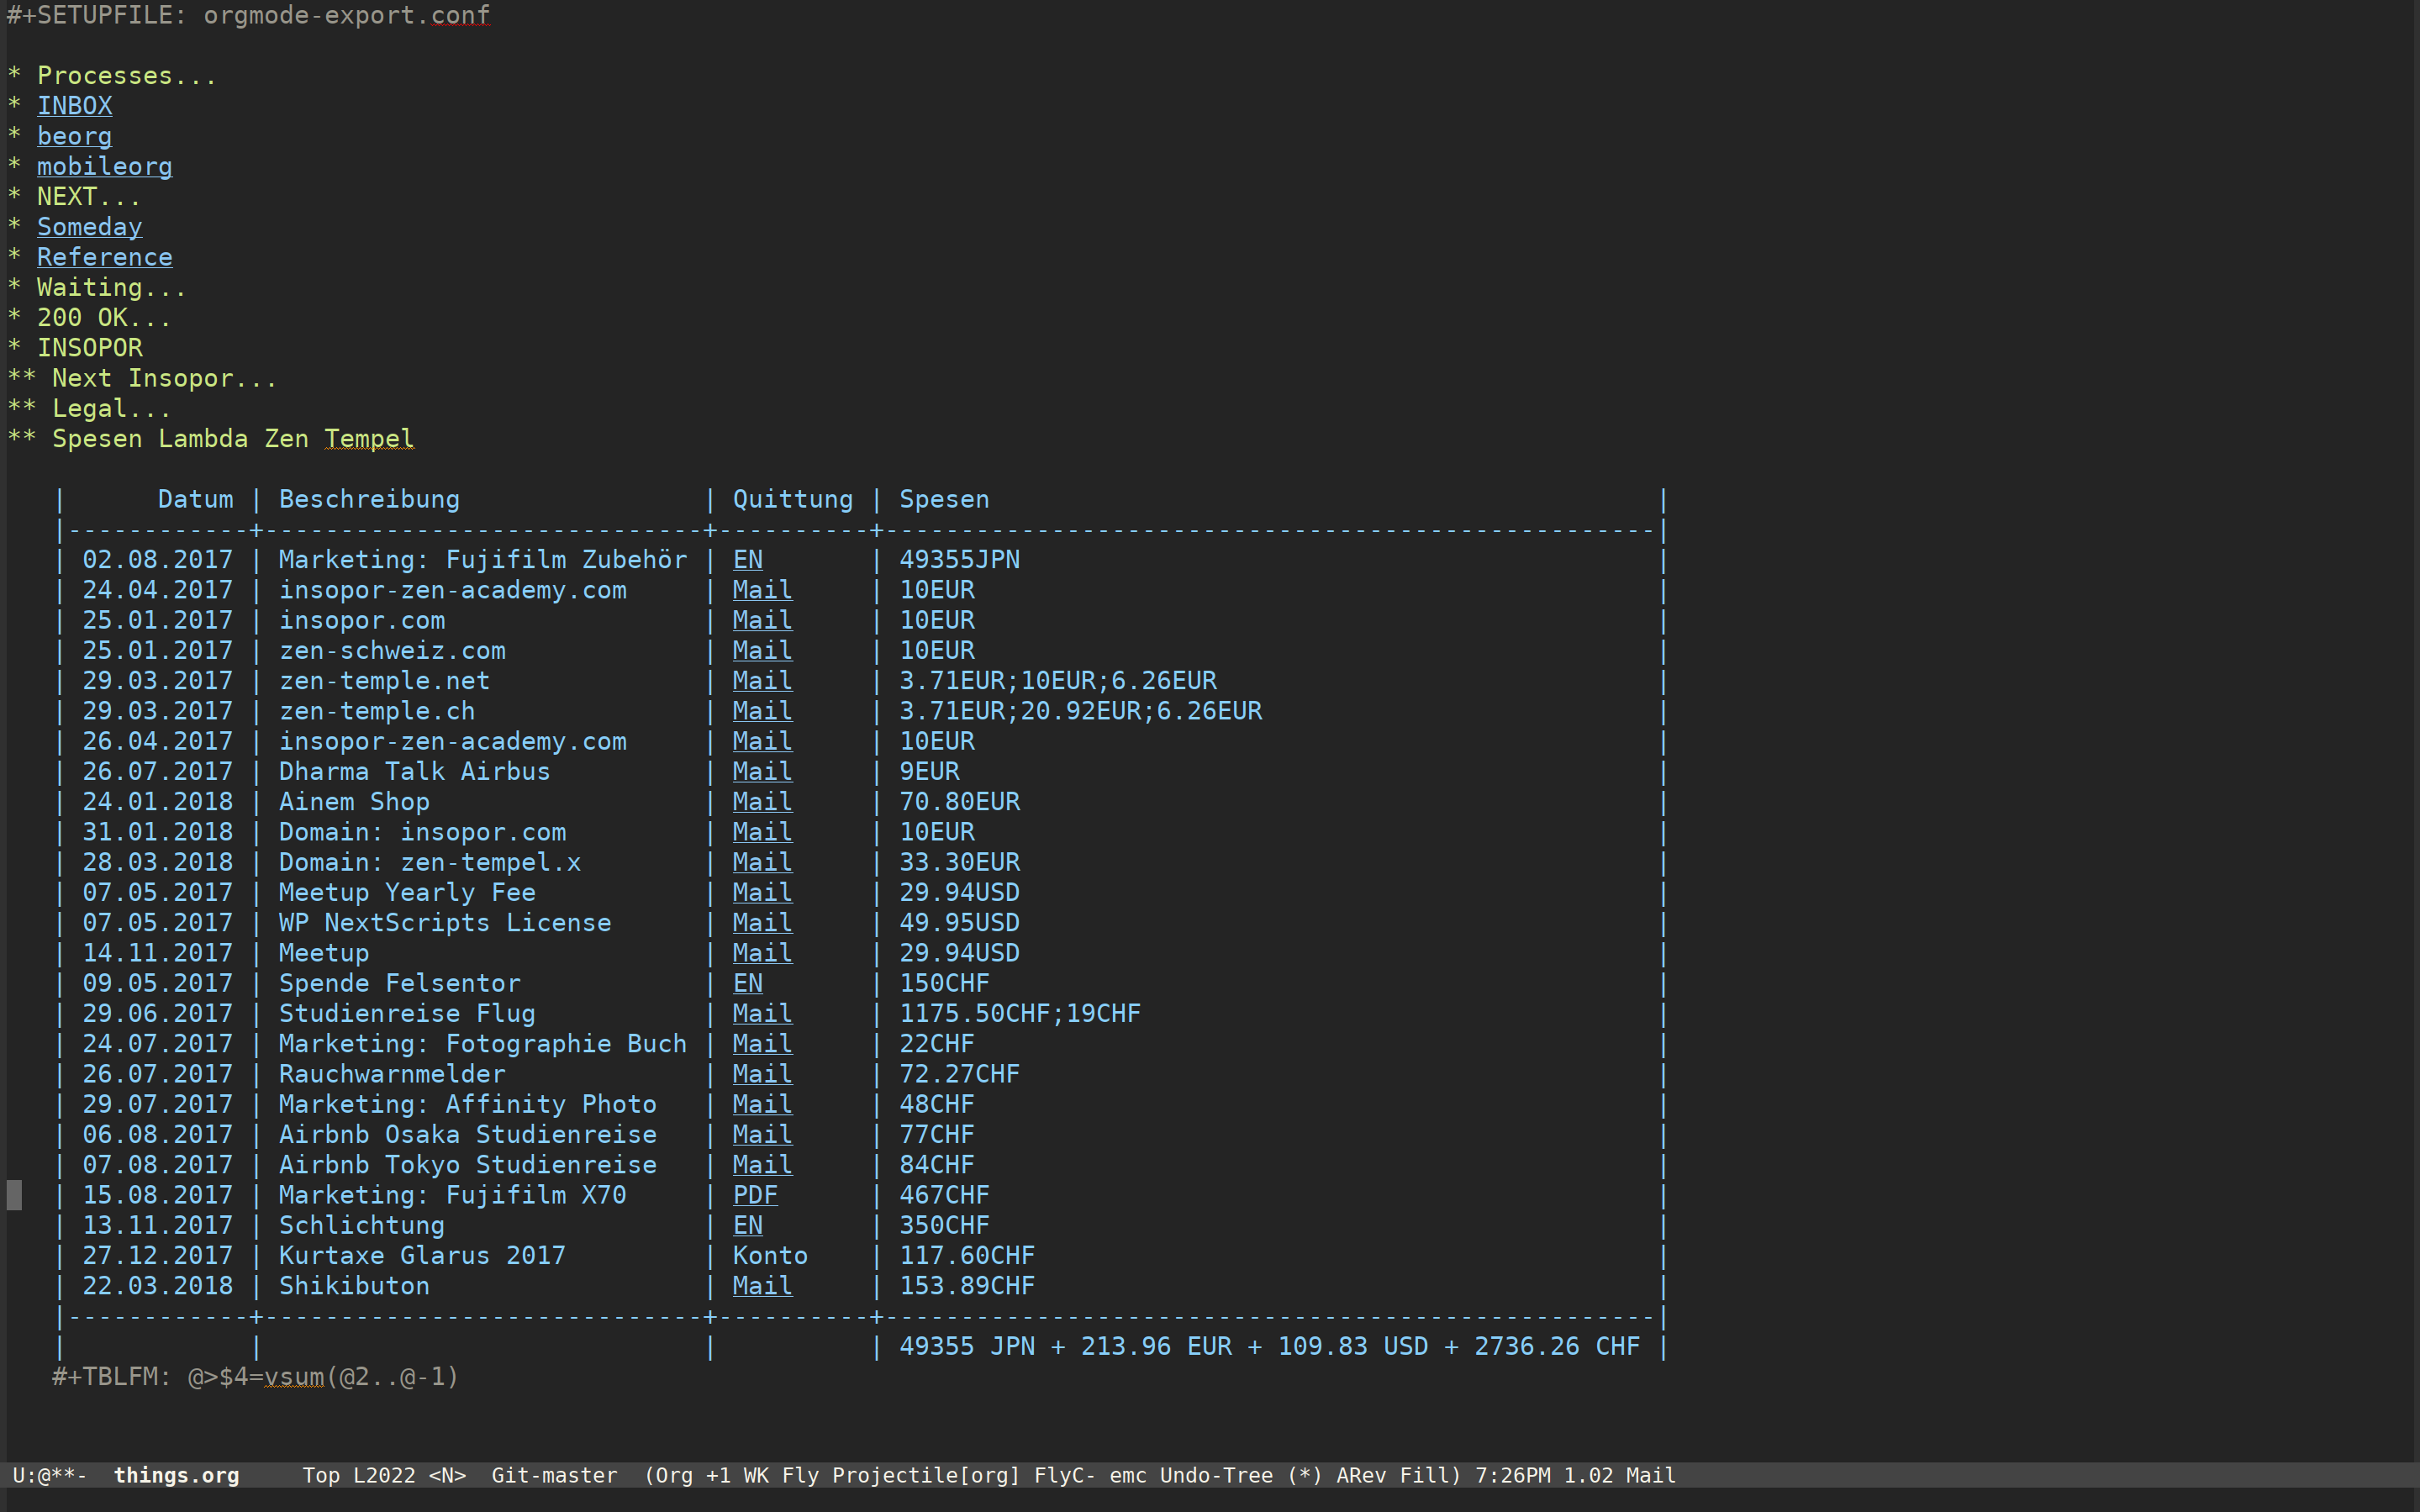 #+SETUPFILE: orgmode-export.conf
* Processes...
* INBOX
* beorg
* mobileorg
* NEXT...
* Someday
* Reference
* Waiting...
* 200 OK...
* INSOPOR
** Next Insopor...
** Legal...
** Spesen Lambda Zen Tempel
|      Datum | Beschreibung                | Quittung | Spesen                                            |
|------------+-----------------------------+----------+---------------------------------------------------|
| 02.08.2017 | Marketing: Fujifilm Zubehör | EN       | 49355JPN                                          |
| 24.04.2017 | insopor-zen-academy.com     | Mail     | 10EUR                                             |
| 25.01.2017 | insopor.com                 | Mail     | 10EUR                                             |
| 25.01.2017 | zen-schweiz.com             | Mail     | 10EUR                                             |
| 29.03.2017 | zen-temple.net              | Mail     | 3.71EUR;10EUR;6.26EUR                             |
| 29.03.2017 | zen-temple.ch               | Mail     | 3.71EUR;20.92EUR;6.26EUR                          |
| 26.04.2017 | insopor-zen-academy.com     | Mail     | 10EUR                                             |
| 26.07.2017 | Dharma Talk Airbus          | Mail     | 9EUR                                              |
| 24.01.2018 | Ainem Shop                  | Mail     | 70.80EUR                                          |
| 31.01.2018 | Domain: insopor.com         | Mail     | 10EUR                                             |
| 28.03.2018 | Domain: zen-tempel.x        | Mail     | 33.30EUR                                          |
| 07.05.2017 | Meetup Yearly Fee           | Mail     | 29.94USD                                          |
| 07.05.2017 | WP NextScripts License      | Mail     | 49.95USD                                          |
| 14.11.2017 | Meetup                      | Mail     | 29.94USD                                          |
| 09.05.2017 | Spende Felsentor            | EN       | 150CHF                                            |
| 29.06.2017 | Studienreise Flug           | Mail     | 1175.50CHF;19CHF                                  |
| 24.07.2017 | Marketing: Fotographie Buch | Mail     | 22CHF                                             |
| 26.07.2017 | Rauchwarnmelder             | Mail     | 72.27CHF                                          |
| 29.07.2017 | Marketing: Affinity Photo   | Mail     | 48CHF                                             |
| 06.08.2017 | Airbnb Osaka Studienreise   | Mail     | 77CHF                                             |
| 07.08.2017 | Airbnb Tokyo Studienreise   | Mail     | 84CHF                                             |
| 15.08.2017 | Marketing: Fujifilm X70     | PDF      | 467CHF                                            |
| 13.11.2017 | Schlichtung                 | EN       | 350CHF                                            |
| 27.12.2017 | Kurtaxe Glarus 2017         | Konto    | 117.60CHF                                         |
| 22.03.2018 | Shikibuton                  | Mail     | 153.89CHF                                         |
|------------+-----------------------------+----------+---------------------------------------------------|
|            |                             |          | 49355 JPN + 213.96 EUR + 109.83 USD + 2736.26 CHF |
#+TBLFM: @>$4=vsum(@2..@-1)
U:@**-  things.org     Top L2022 <N>  Git-master  (Org +1 WK Fly Projectile[org] FlyC- emc Undo-Tree (*) ARev Fill) 7:26PM 1.02 Mail